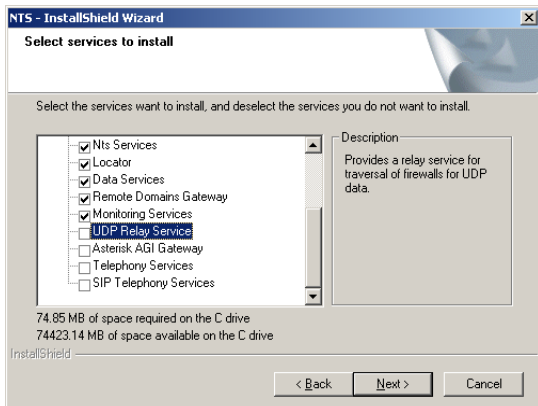 NTS - InstallShield Wizard
Select services to install
Select the services want to install, and deselect the services you do not want to install.
Nts Services
Locator
Data Services
Remote Domains Gateway
Monitoring Services
UDP Relay Service
Asterisk AGI Gateway
Telephony Services
SIP Telephony Services
Description
Provides a relay service for
traversal of firewalls for UDP
data.
74.85 MB of space required on the C drive
74423.14 MB of space available on the C drive
InstallShield
< Back
Next >
Cancel